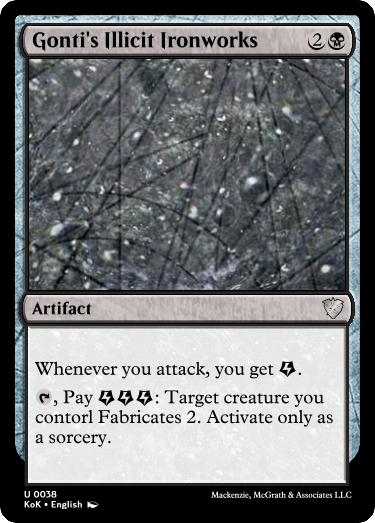 Gonti's Illicit Ironworks 2
Artifact
Whenever you attack, you get .
, Pay : Target creature you
contorl Fabricates 2. Activate only as
a sorcery.
U 0038
KoK • English
Mackenzie, McGrath & Associates LLC